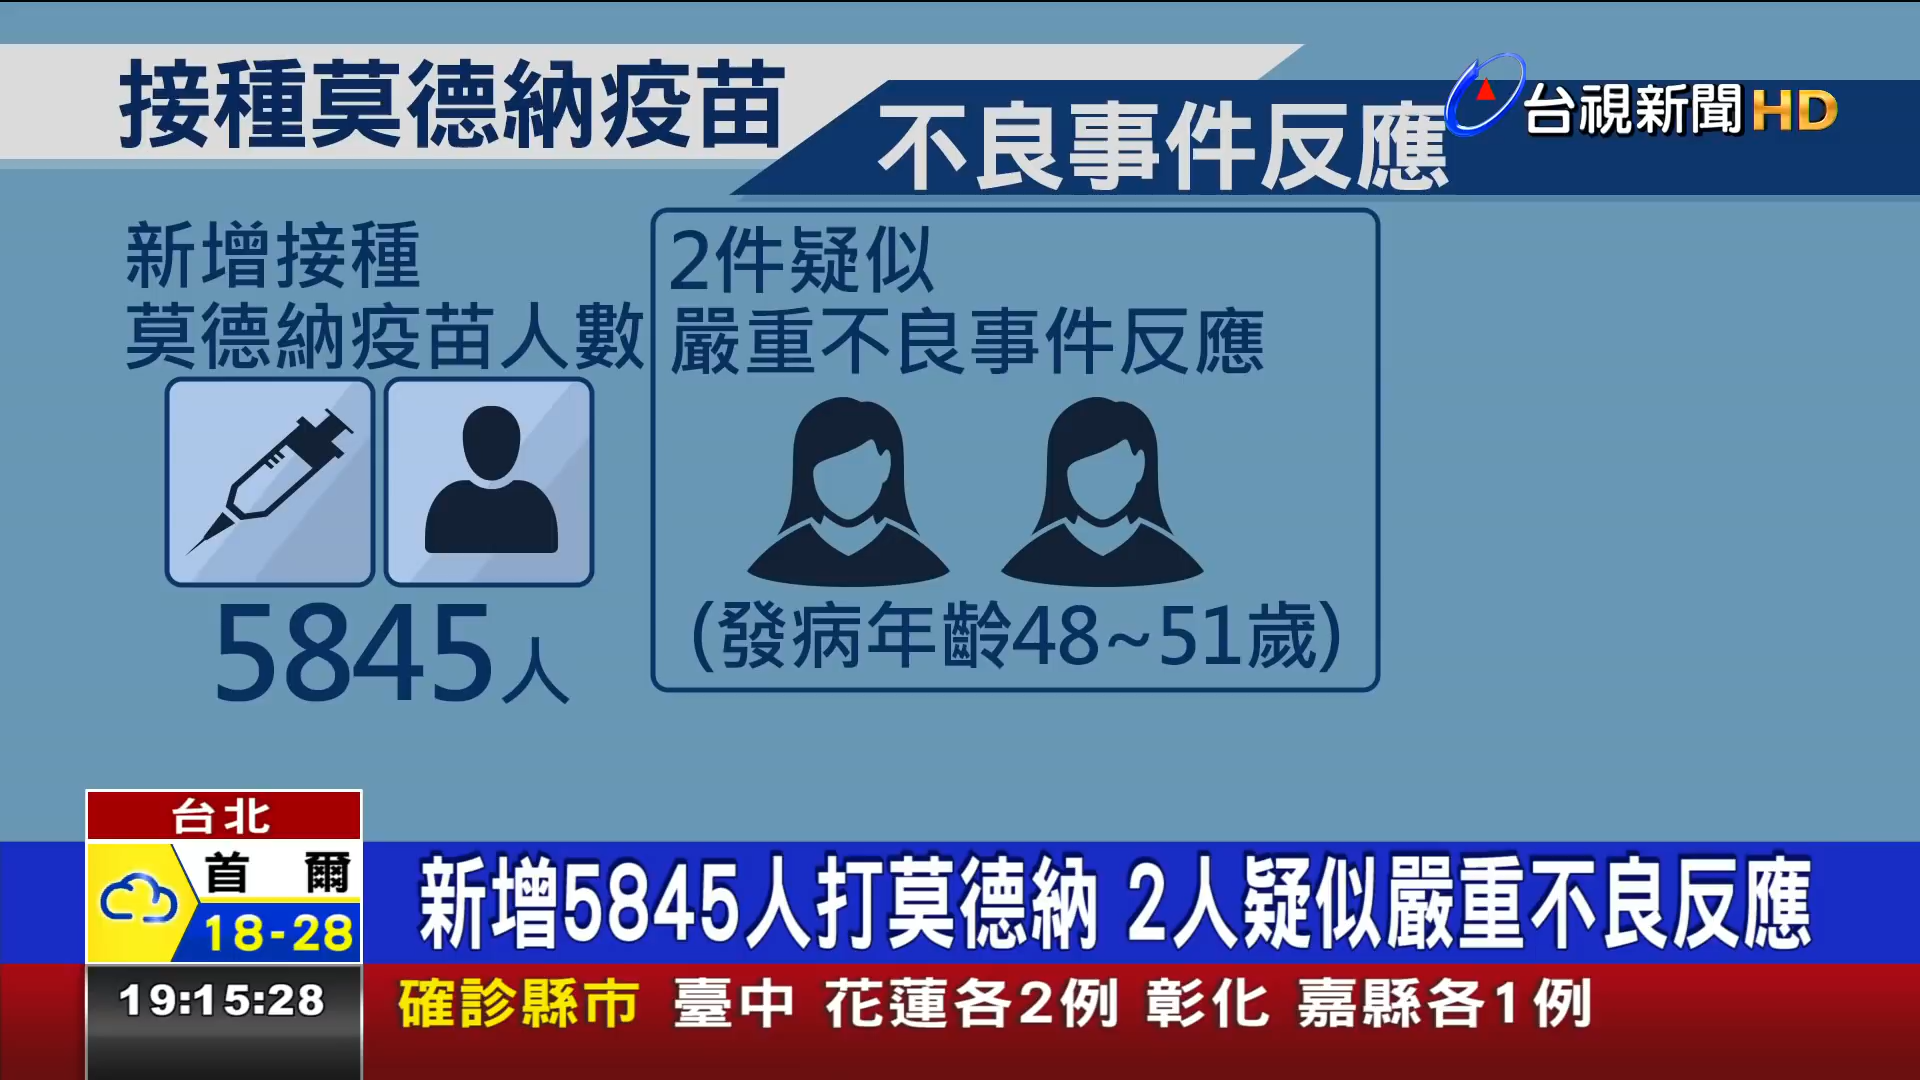 接種莫德納疫苗
不良事件反應
台視新聞HD
新增接種
莫德納疫苗人數
5845人
2件疑似
嚴重不良事件反應
(發病年齡48~51歲)
台北
首 爾
18-28
19:15:28
新增5845人打莫德納 2人疑似嚴重不良反應
確診縣市 臺中 花蓮各2例 彰化 嘉縣各1例